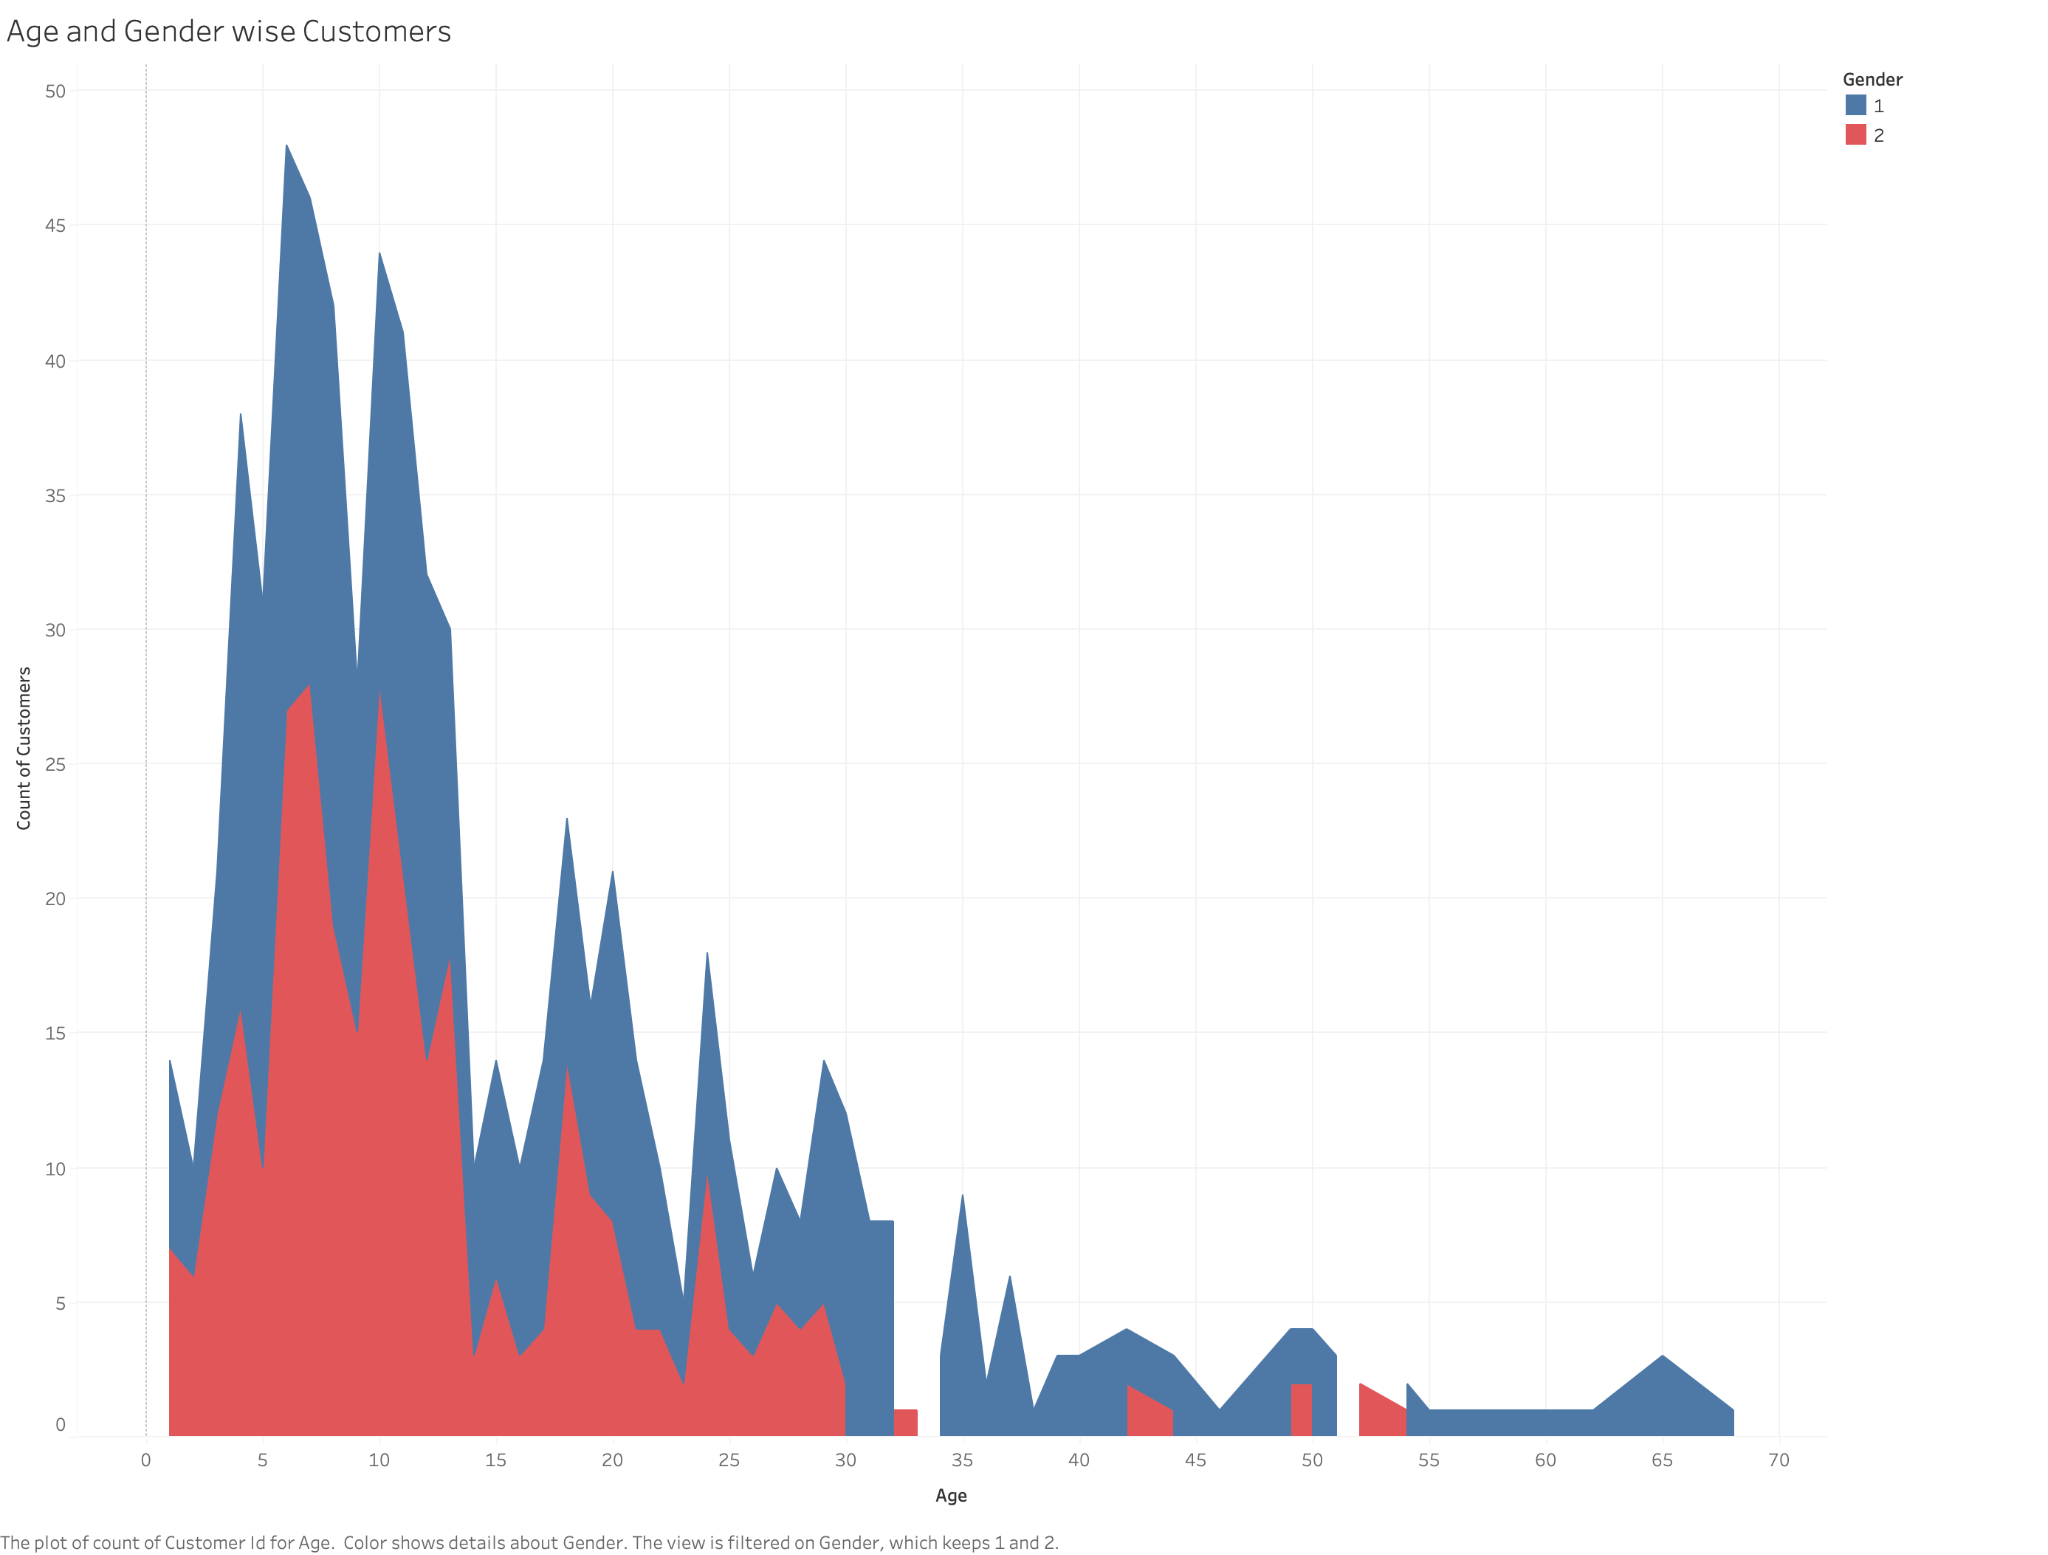 Age and Gender wise Customers
Gender
1
2
50
45
40
35
30
25
20
15
10
5
0
Count of Customers
0 5 10 15 20 25 30 35 40 45 50 55 60 65 70
Age
The plot of count of Customer Id for Age.  Color shows details about Gender. The view is filtered on Gender, which keeps 1 and 2.